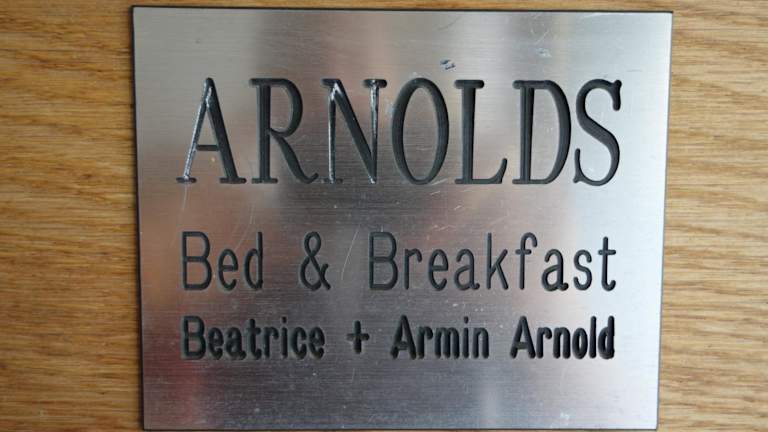 ARNOLDS
Bed & Breakfast
Beatrice + Armin Arnold